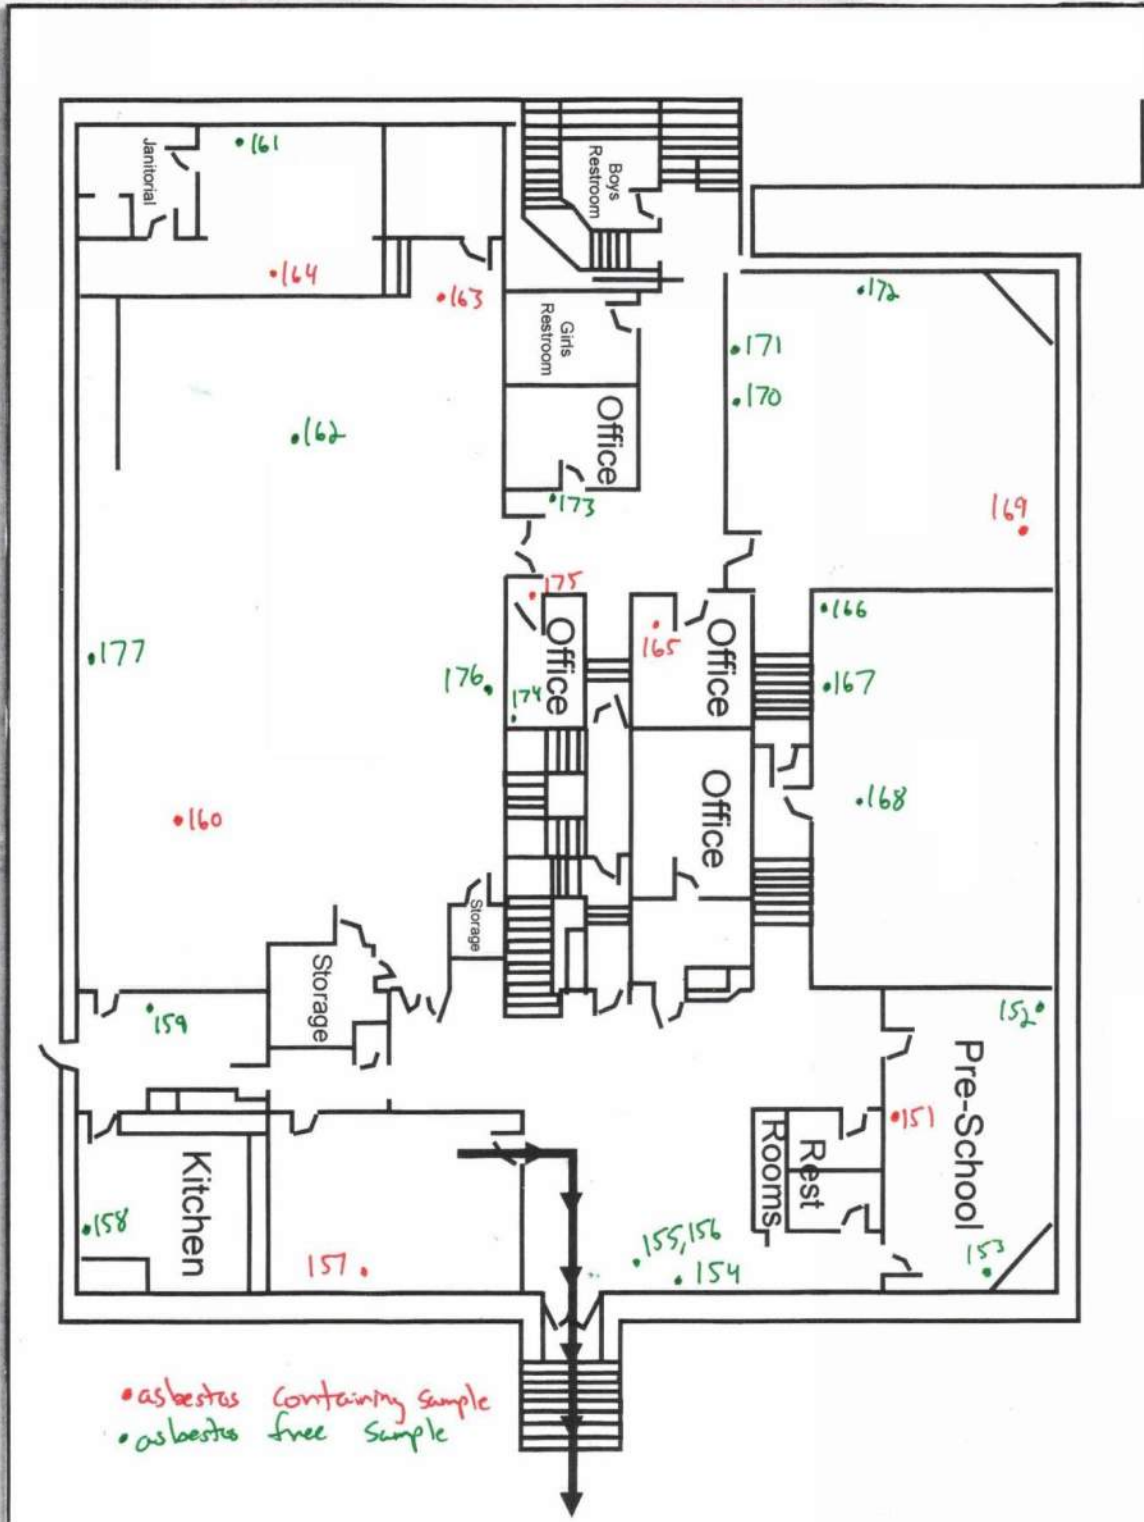 Janitorial
161
Boys
Restroom
164
163
172
Girls
Restroom
171
170
Office
162
173
169
175
166
Office
165
Office
177
176
174
167
Office
168
160
Storage
Storage
159
152
Pre-School
151
Rest
Rooms
Kitchen
158
157
155,156
154
153
asbestos containing sample
asbestos free sample